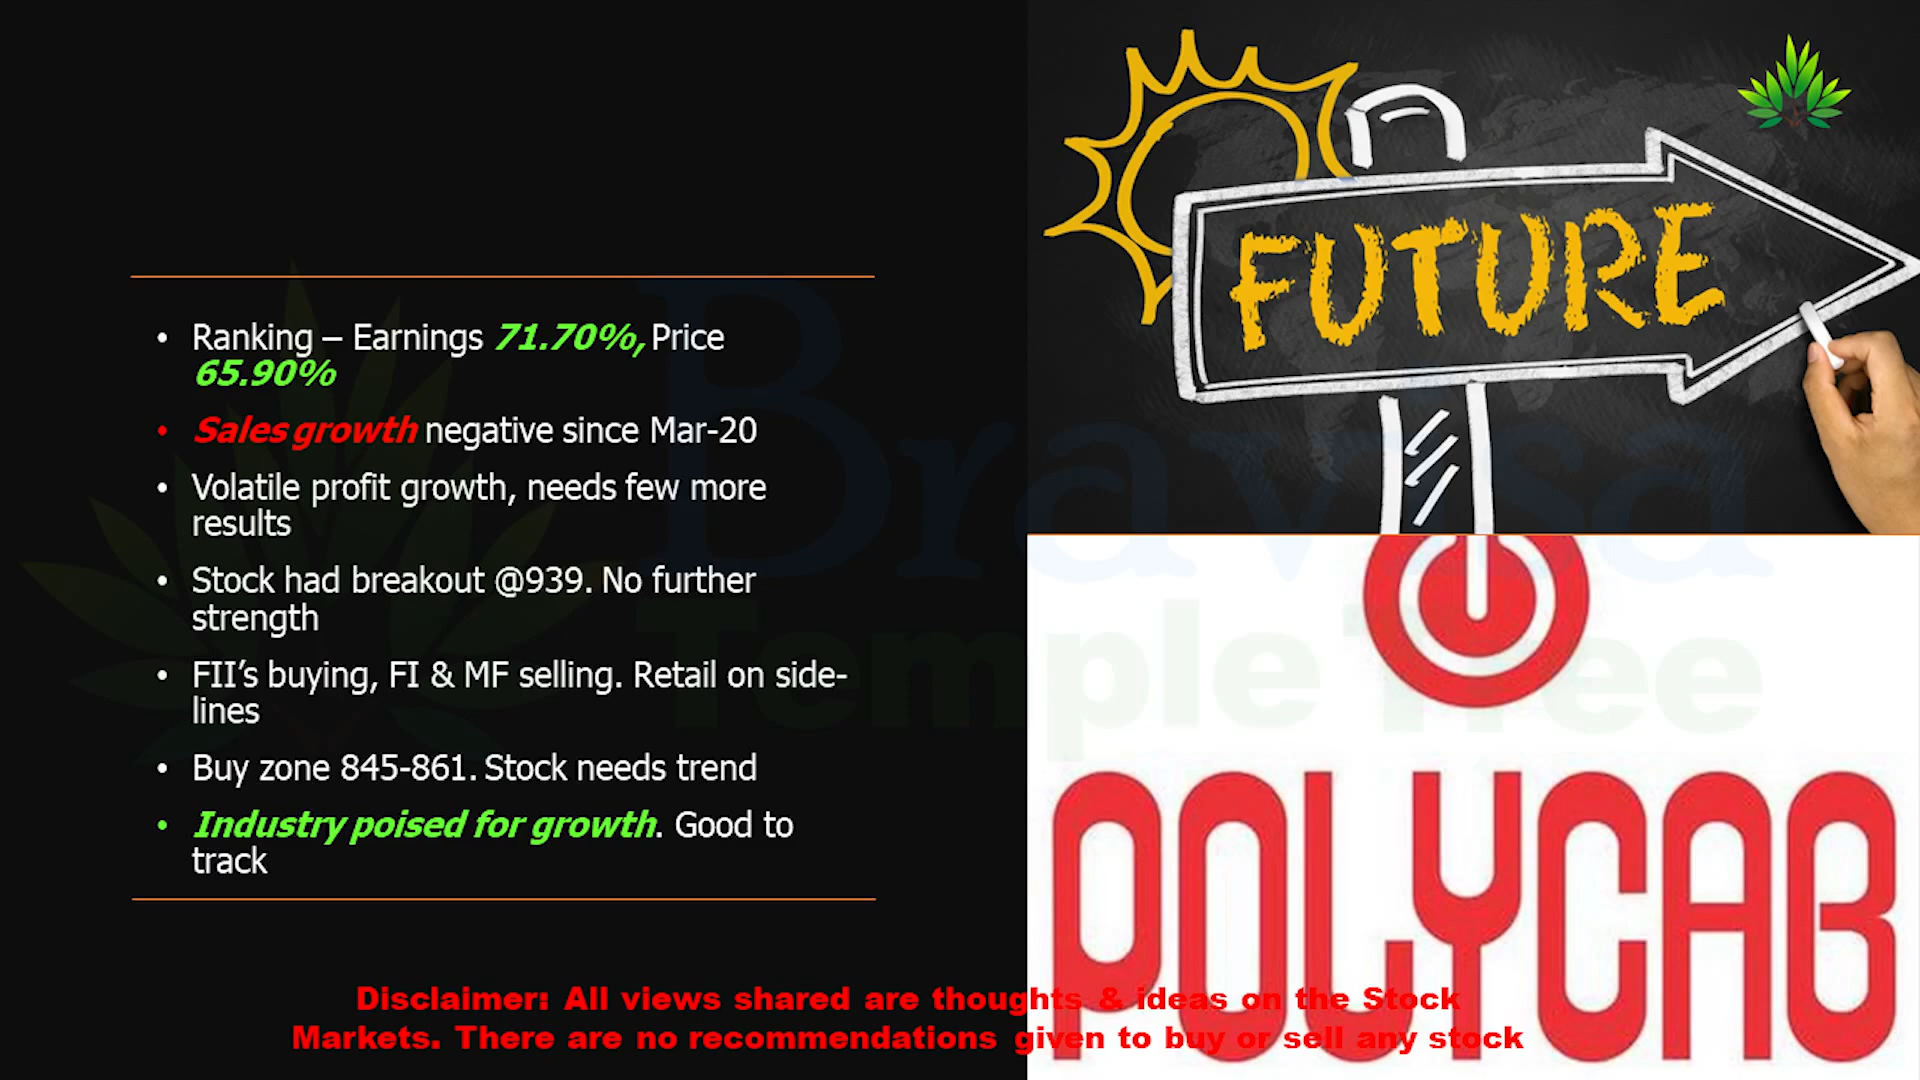 Ranking – Earnings 71.70%, Price
65.90%
Sales growth negative since Mar-20
Volatile profit growth, needs few more
results
Stock had breakout @939. No further
strength
FII’s buying, FI & MF selling. Retail on side-
lines
Buy zone 845-861. Stock needs trend
Industry poised for growth. Good to
track
FUTURE
POLYCAB
Bravisa
Temple Tree
Disclaimer: All views shared are thoughts & ideas on the Stock
Markets. There are no recommendations given to buy or sell any stock